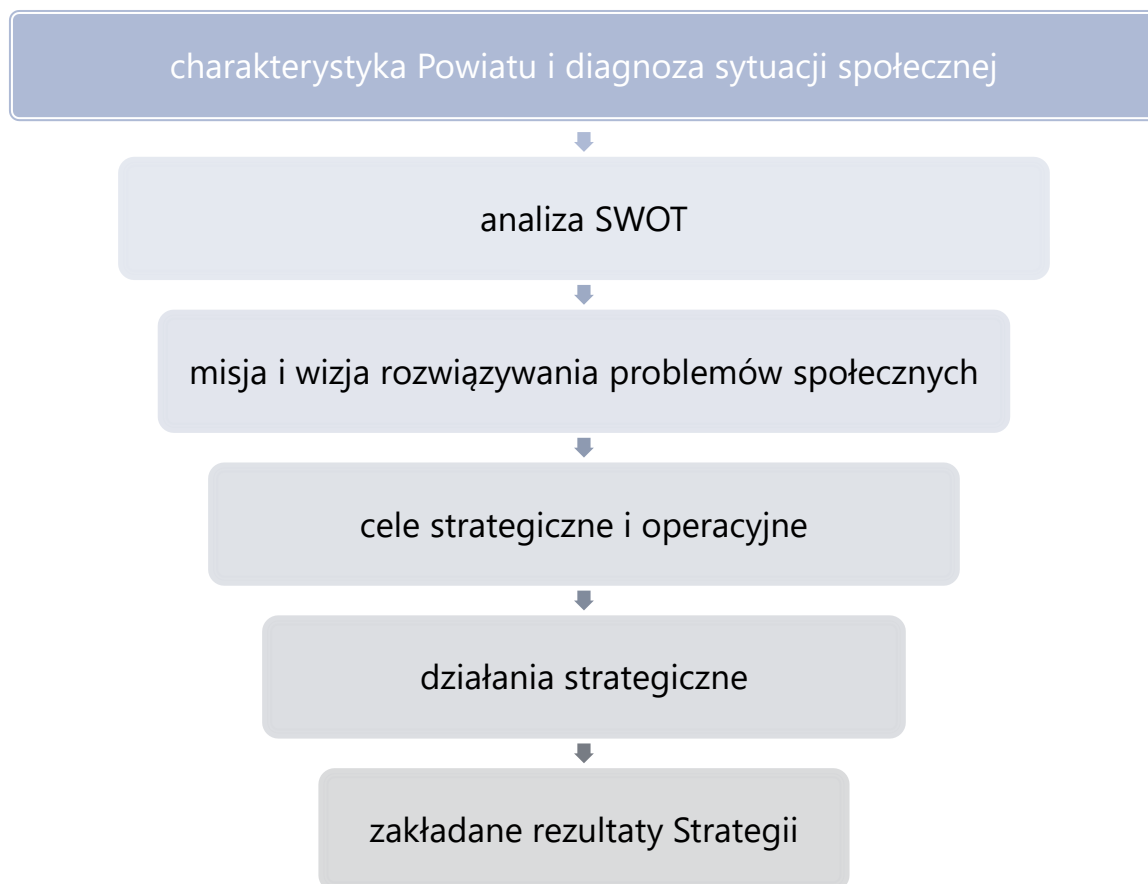 charakterystyka Powiatu i diagnoza sytuacji społecznej
analiza SWOT
misja i wizja rozwiązywania problemów społecznych
cele strategiczne i operacyjne
działania strategiczne
zakładane rezultaty Strategii